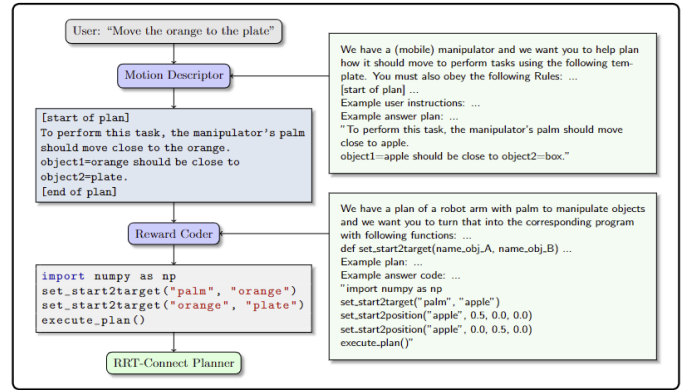 User: “Move the orange to the plate”
Motion Descriptor
[start of plan]
To perform this task, the manipulator's palm
should move close to the orange.
object1=orange should be close to
object2=plate.
[end of plan]
Reward Coder
import numpy as np
set_start2target("palm", "orange")
set_start2target("orange", "plate")
execute_plan()
RRT-Connect Planner
We have a (mobile) manipulator and we want you to help plan
how it should move to perform tasks using the following tem-
plate. You must also obey the following Rules: ...
[start of plan] ...
Example user instructions: ...
Example answer plan: ...
"To perform this task, the manipulator's palm should move
close to apple.
object1=apple should be close to object2=box."
We have a plan of a robot arm with palm to manipulate objects
and we want you to turn that into the corresponding program
with following functions: ...
def set_start2target(name_obj_A, name_obj_B) ...
Example plan: ...
Example answer code: ...
"import numpy as np
set_start2target("palm", "apple")
set_start2position("apple", 0.5, 0.0, 0.0)
set_start2position("apple", 0.0, 0.5, 0.0)
execute_plan()"